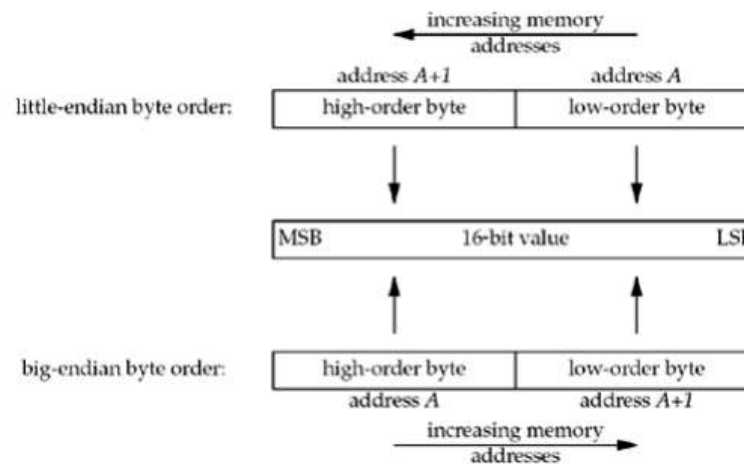 increasing memory
addresses
address A+1 address A
little-endian byte order: high-order byte low-order byte
MSB 16-bit value
big-endian byte order: high-order byte low-order byte
address A address A+1
increasing memory
addresses